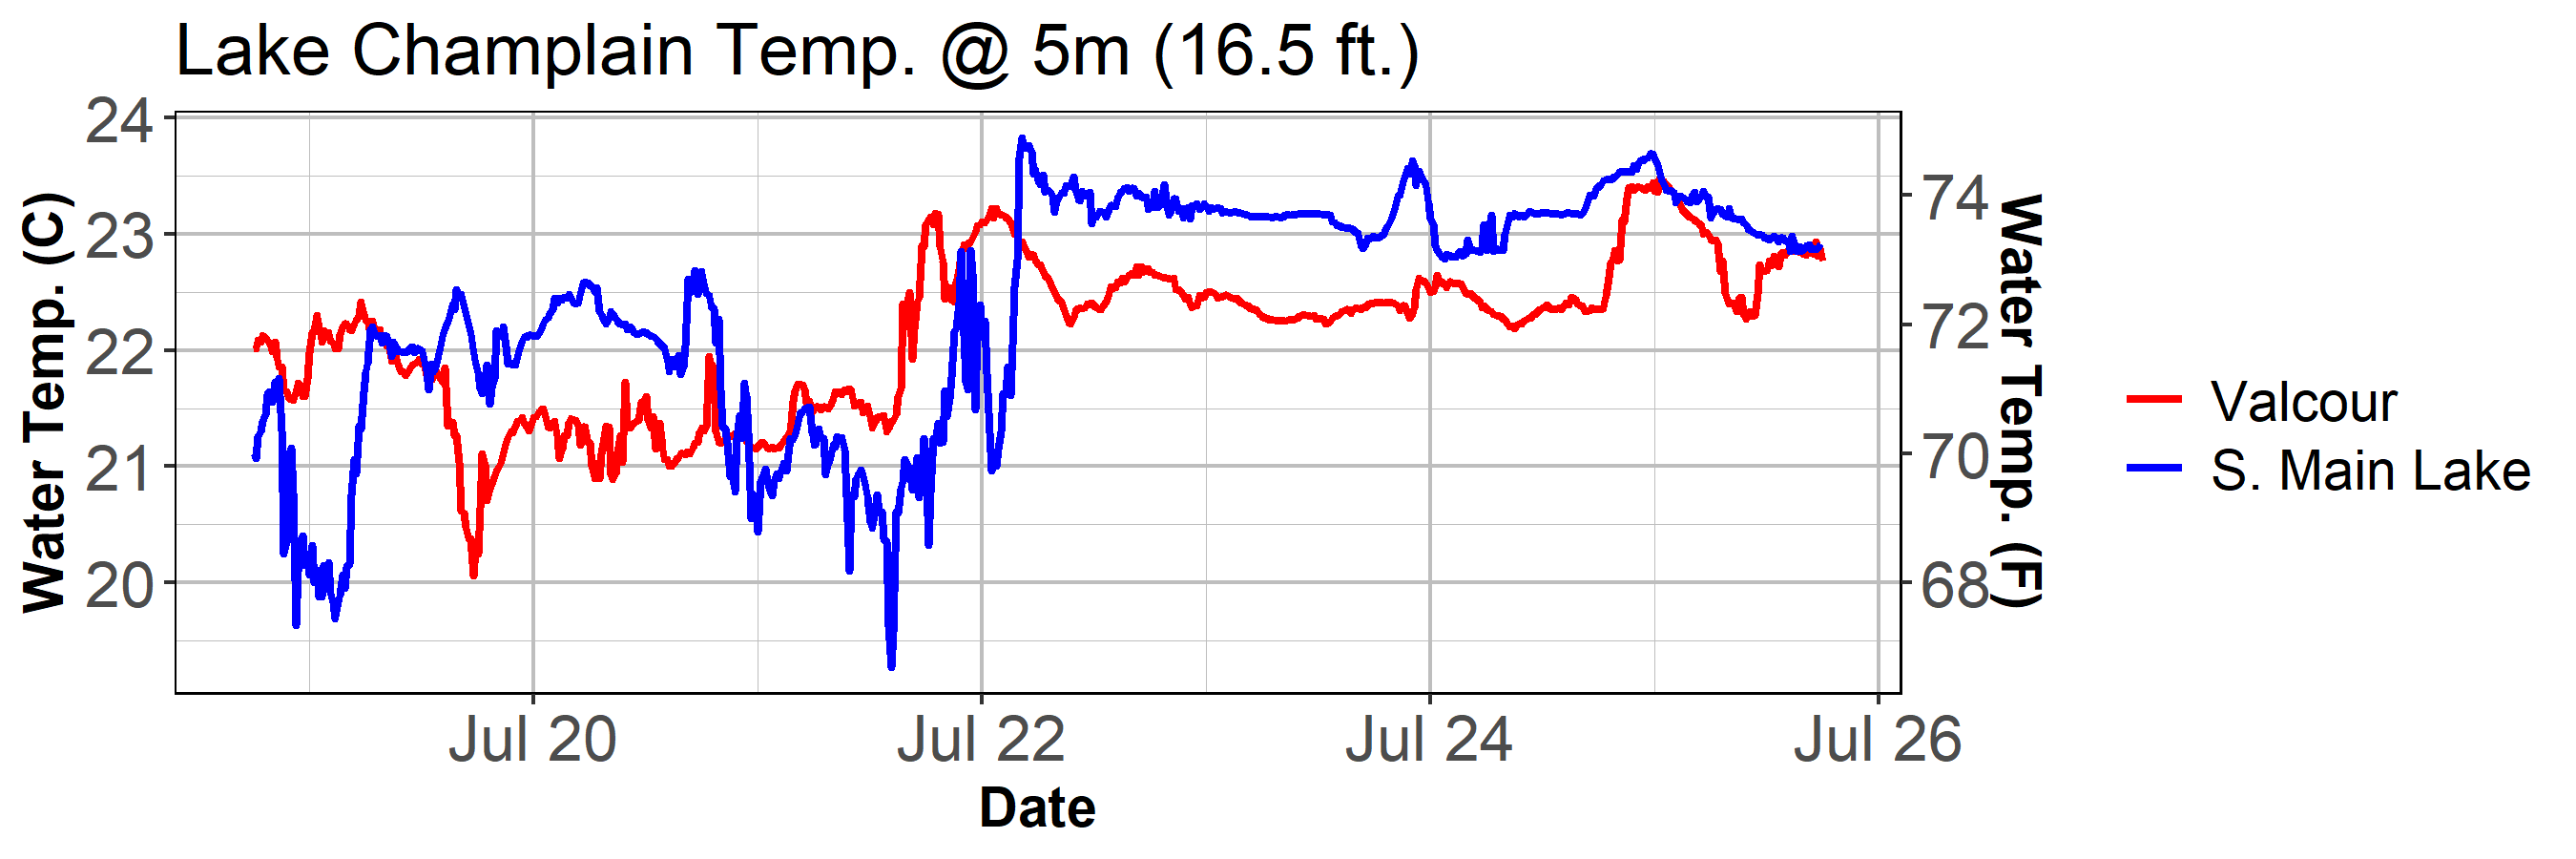 Lake Champlain Temp. @ 5m (16.5 ft.)
Water Temp. (C)
24
23
22
21
20
74
72
70
68
Water Temp. (F)
Jul 20
Jul 22
Jul 24
Jul 26
Date
Valcour
S. Main Lake